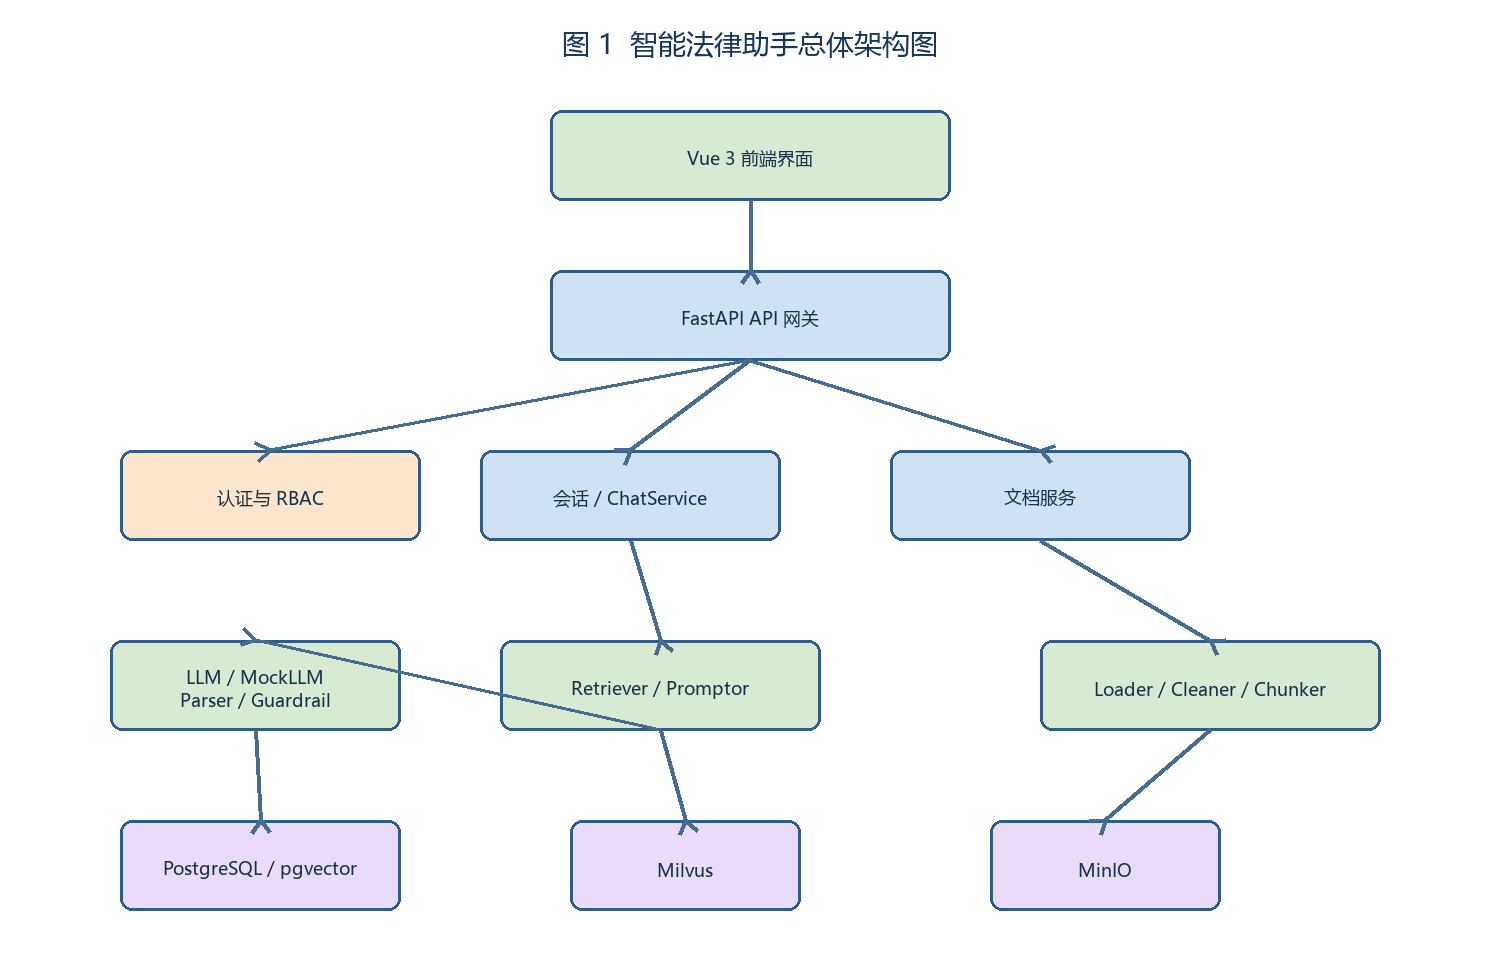 图 1 智能法律助手总体架构图
Vue 3 前端界面
FastAPI API 网关
认证与 RBAC
会话 / ChatService
文档服务
LLM / MockLLM
Parser / Guardrail
Retriever / Promptor
Loader / Cleaner / Chunker
PostgreSQL / pgvector
Milvus
MinIO